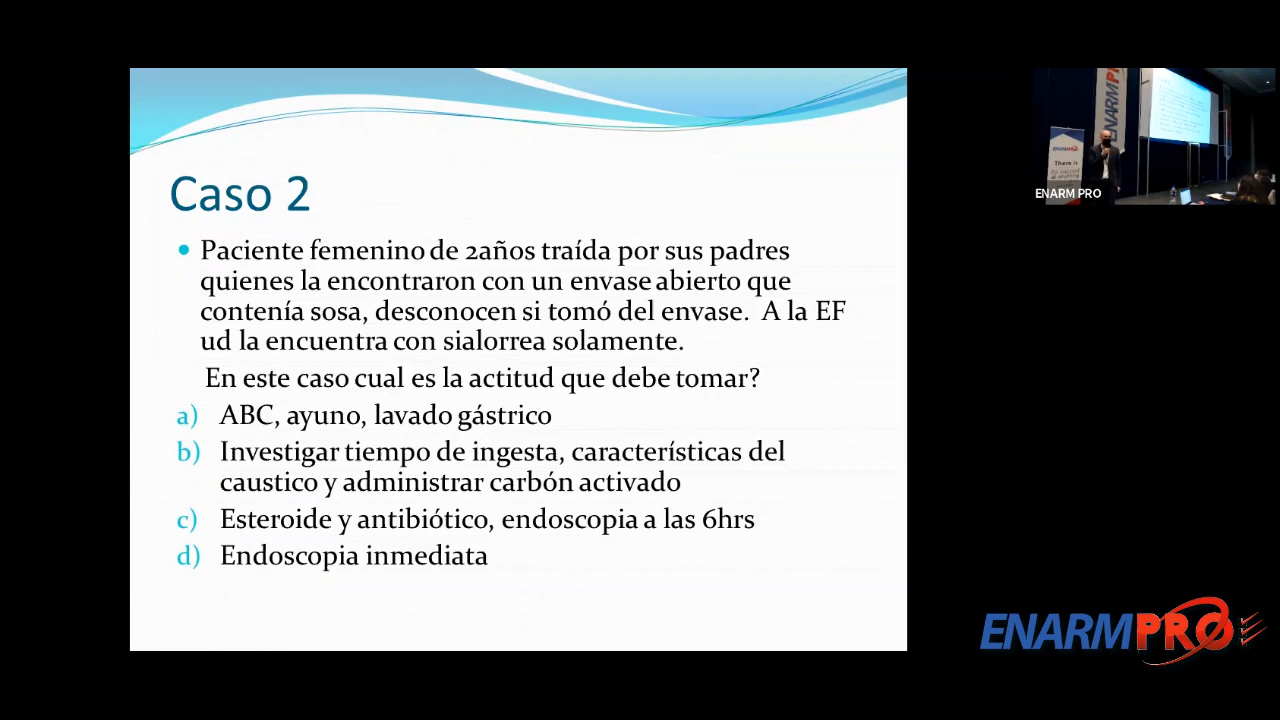 Caso 2
Paciente femenino de 2años traída por sus padres
quienes la encontraron con un envase abierto que
contenía sosa, desconocen si tomó del envase. A la EF
ud la encuentra con sialorrea solamente.
En este caso cual es la actitud que debe tomar?
a) ABC, ayuno, lavado gástrico
b) Investigar tiempo de ingesta, características del
caustico y administrar carbón activado
c) Esteroide y antibiótico, endoscopia a las 6hrs
d) Endoscopia inmediata
ENARMPRO
There is
ENARM PRO
ENARMPRO